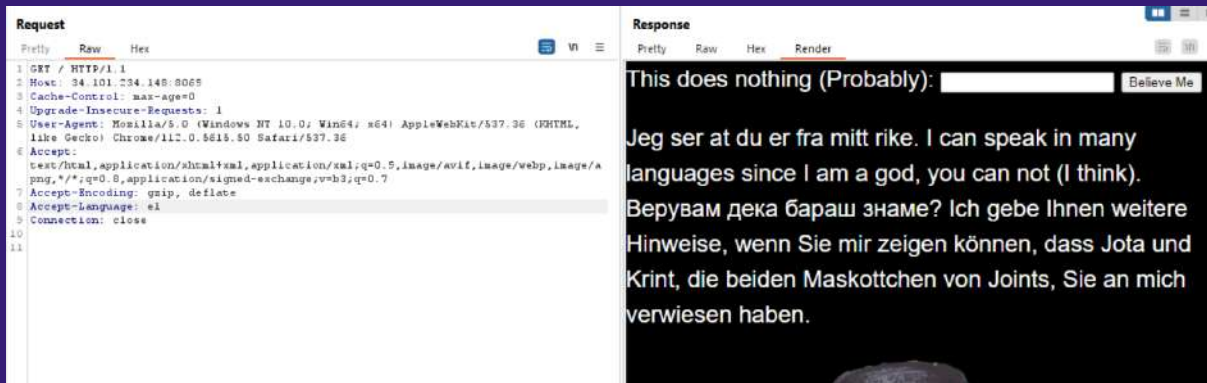 Request
Pretty Raw Hex
1 GET / HTTP/1.1
2 Host: 34.101.234.148:8065
3 Cache-Control: max-age=0
4 Upgrade-Insecure-Requests: 1
5 User-Agent: Mozilla/5.0 (Windows NT 10.0; Win64; x64) AppleWebKit/537.36 (KHTML,
like Gecko) Chrome/112.0.5615.50 Safari/537.36
6 Accept:
text/html,application/xhtml+xml,application/xml;q=0.9,image/avif,image/webp,image/a
png,*/*;q=0.8,application/signed-exchange;v=b3;q=0.7
7 Accept-Encoding: gzip, deflate
8 Accept-Language: el
9 Connection: close
10
11
Response
Pretty Raw Hex Render
This does nothing (Probably): Believe Me
Jeg ser at du er fra mitt rike. I can speak in many
languages since I am a god, you can not (I think).
Верувам дека бараш знаме? Ich gebe Ihnen weitere
Hinweise, wenn Sie mir zeigen können, dass Jota und
Krint, die beiden Maskottchen von Joints, Sie an mich
verwiesen haben.